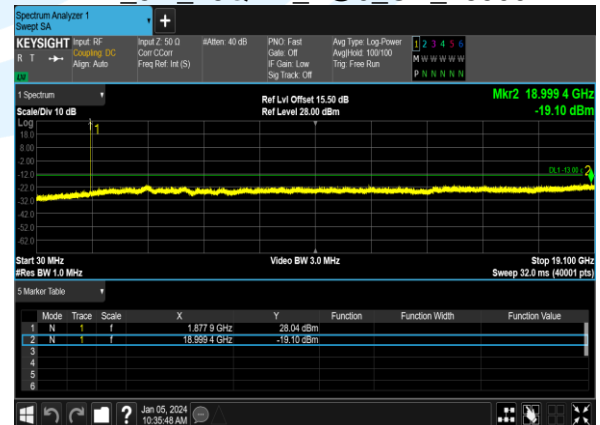 Spectrum Analyzer 1
Swept SA
+
KEYSIGHT Input: RF Input Z: 50 Ω #Atten: 40 dB PNO: Fast Avg Type: Log-Power 1 2 3 4 5 6
R T Coupling: DC Corr CCorr Gate: Off Avg|Hold: 100/100 M W W W W W
Align: Auto Freq Ref: Int (S) IF Gain: Low Trig: Free Run
Sig Track: Off P N N N N N
1 Spectrum
Ref Lvl Offset 15.50 dB Mkr2 18.999 4 GHz
Scale/Div 10 dB Ref Level 28.00 dBm -19.10 dBm
Log
18.0
1
8.00
-2.00
-12.0 DL1 -13.00 2
-22.0
-32.0
-42.0
-52.0
-62.0
Start 30 MHz Video BW 3.0 MHz Stop 19.100 GHz
#Res BW 1.0 MHz Sweep 32.0 ms (40001 pts)
5 Marker Table
Mode Trace Scale X Y Function Function Width Function Value
1 N 1 f 1.877 9 GHz 28.04 dBm
2 N 1 f 18.999 4 GHz -19.10 dBm
3
4
5
6
? Jan 05, 2024
10:35:48 AM